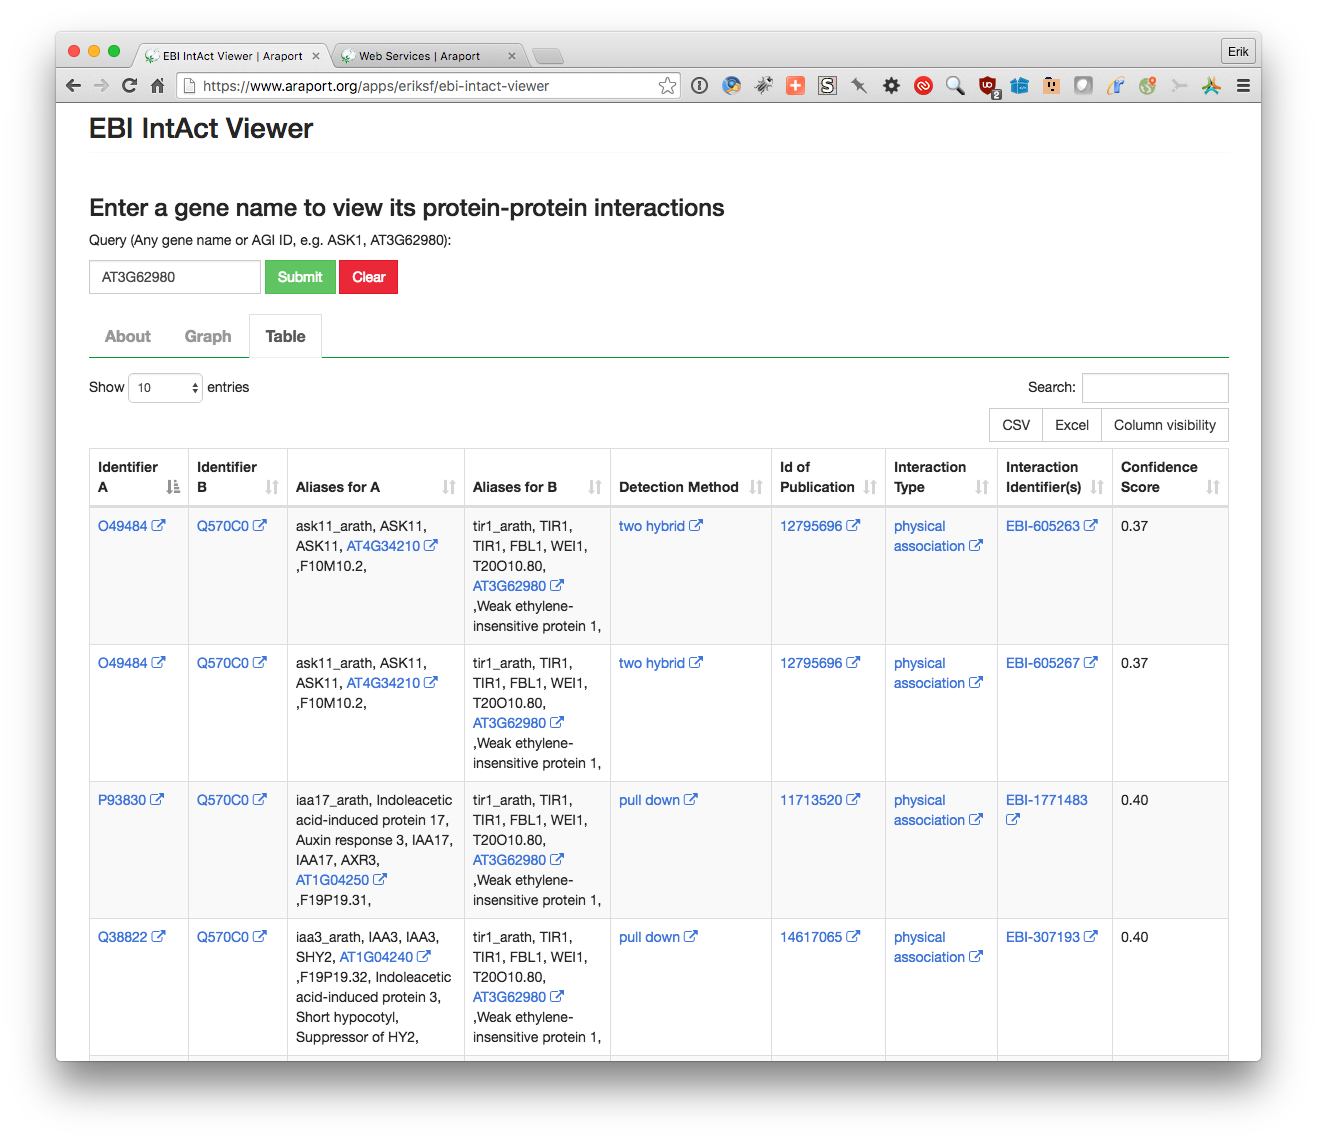 EBI IntAct Viewer | Araport
Web Services | Araport
Erik
https://www.araport.org/apps/eriksf/ebi-intact-viewer
S
UD
2
EBI IntAct Viewer
Enter a gene name to view its protein-protein interactions
Query (Any gene name or AGI ID, e.g. ASK1, AT3G62980):
AT3G62980 Submit Clear
About Graph Table
Show 10 entries
Search:
CSV Excel Column visibility
Identifier A Identifier B Aliases for A Aliases for B Detection Method Id of Publication Interaction Type Interaction Identifier(s) Confidence Score
O49484 Q570C0 ask11_arath, ASK11, tir1_arath, TIR1, two hybrid 12795696 physical EBI-605263 0.37
ASK11, AT4G34210 TIR1, FBL1, WEI1, association
,F10M10.2, T20O10.80,
AT3G62980
,Weak ethylene-
insensitive protein 1,
O49484 Q570C0 ask11_arath, ASK11, tir1_arath, TIR1, two hybrid 12795696 physical EBI-605267 0.37
ASK11, AT4G34210 TIR1, FBL1, WEI1, association
,F10M10.2, T20O10.80,
AT3G62980
,Weak ethylene-
insensitive protein 1,
P93830 Q570C0 iaa17_arath, Indoleacetic tir1_arath, TIR1, pull down 11713520 physical EBI-1771483 0.40
acid-induced protein 17, TIR1, FBL1, WEI1, association
Auxin response 3, IAA17, T20O10.80,
IAA17, AXR3, AT3G62980
AT1G04250 ,Weak ethylene-
,F19P19.31, insensitive protein 1,
Q38822 Q570C0 iaa3_arath, IAA3, IAA3, tir1_arath, TIR1, pull down 14617065 physical EBI-307193 0.40
SHY2, AT1G04240 TIR1, FBL1, WEI1, association
,F19P19.32, Indoleacetic T20O10.80,
acid-induced protein 3, AT3G62980
Short hypocotyl, ,Weak ethylene-
Suppressor of HY2, insensitive protein 1,